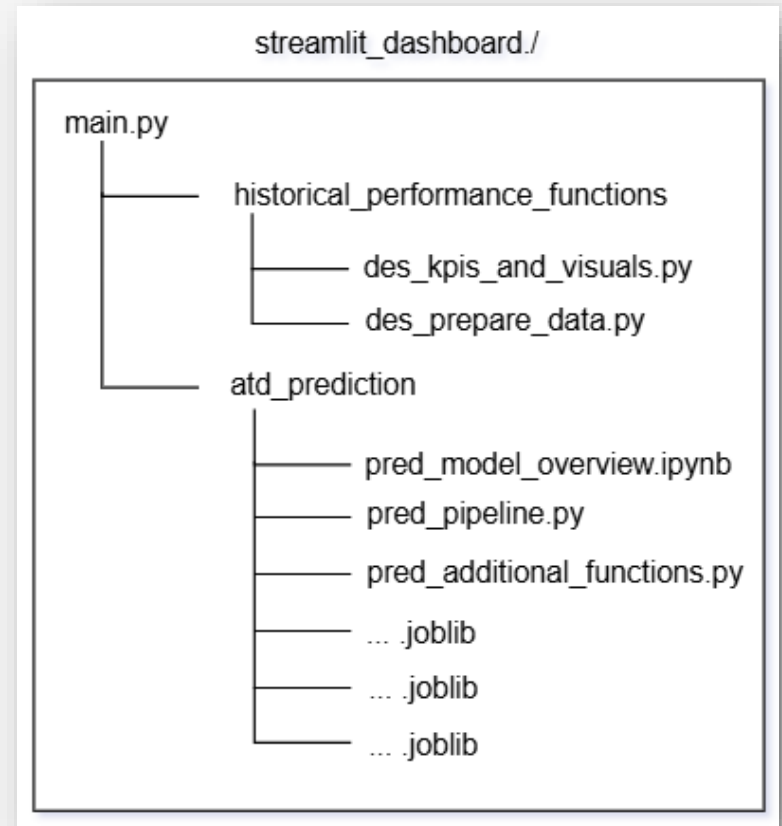 streamlit_dashboard./
main.py
historical_performance_functions
des_kpis_and_visuals.py
des_prepare_data.py
atd_prediction
pred_model_overview.ipynb
pred_pipeline.py
pred_additional_functions.py
... .joblib
... .joblib
... .joblib